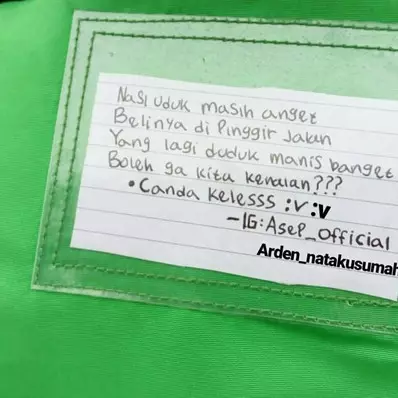 Nasi uduk masih anget
Belinya di Pinggir Jalan
Yang lagi duduk manis banget
Boleh ga kita kenalan???
• Canda kelesss :v :v
-IG: Asep_Official
Arden_natakusumah